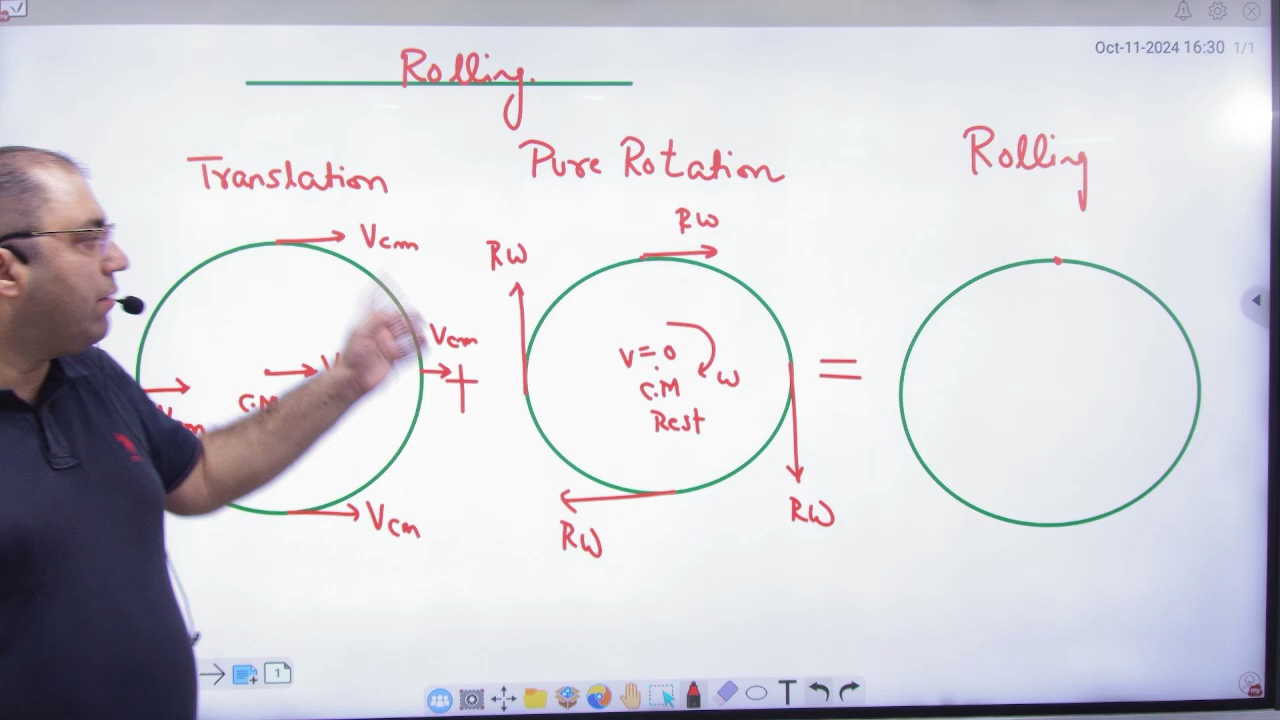 Oct-11-2024 16:30 1/1
Rolling.
Translation
Pure Rotation
Rolling
Vcm
Vcm
Vcm
C.M
Vcm
+
RW
RW
V=0
C.M
Rest
ω
RW
RW
=
1
T